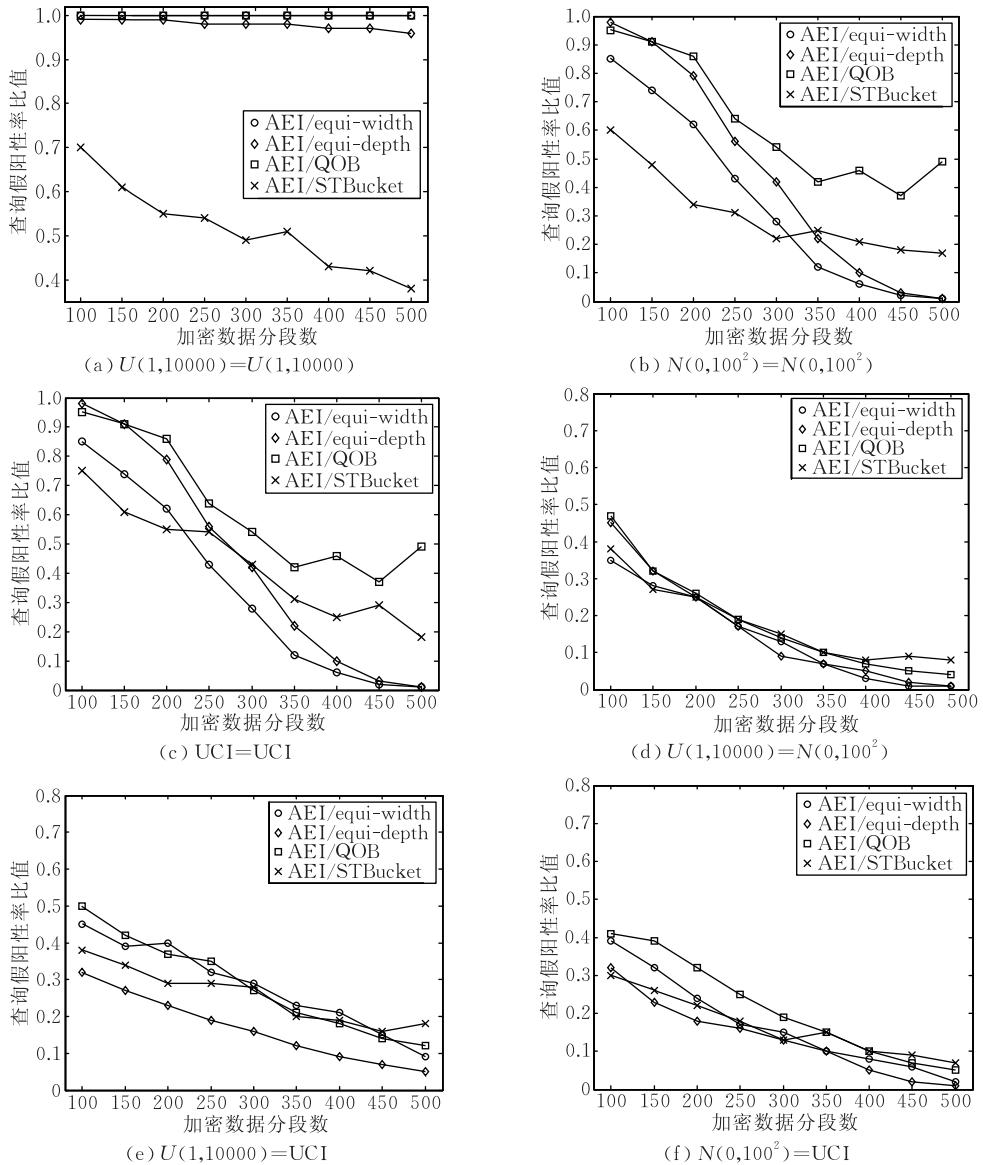 查询假阳性率比值
1.0
0.9
0.8
0.7
0.6
0.5
0.4
AEI/equi-width
AEI/equi-depth
AEI/QOB
AEI/STBucket
100 150 200 250 300 350 400 450 500
加密数据分段数
(a) U(1,10000)=U(1,10000)
查询假阳性率比值
1.0
0.9
0.8
0.7
0.6
0.5
0.4
0.3
0.2
0.1
0
AEI/equi-width
AEI/equi-depth
AEI/QOB
AEI/STBucket
100 150 200 250 300 350 400 450 500
加密数据分段数
(b) N(0,100²)=N(0,100²)
查询假阳性率比值
1.0
0.9
0.8
0.7
0.6
0.5
0.4
0.3
0.2
0.1
0
AEI/equi-width
AEI/equi-depth
AEI/QOB
AEI/STBucket
100 150 200 250 300 350 400 450 500
加密数据分段数
(c) UCI=UCI
查询假阳性率比值
0.8
0.7
0.6
0.5
0.4
0.3
0.2
0.1
0
AEI/equi-width
AEI/equi-depth
AEI/QOB
AEI/STBucket
100 150 200 250 300 350 400 450 500
加密数据分段数
(d) U(1,10000)=N(0,100²)
查询假阳性率比值
0.8
0.7
0.6
0.5
0.4
0.3
0.2
0.1
0
AEI/equi-width
AEI/equi-depth
AEI/QOB
AEI/STBucket
100 150 200 250 300 350 400 450 500
加密数据分段数
(e) U(1,10000)=UCI
查询假阳性率比值
0.8
0.7
0.6
0.5
0.4
0.3
0.2
0.1
0
AEI/equi-width
AEI/equi-depth
AEI/QOB
AEI/STBucket
100 150 200 250 300 350 400 450 500
加密数据分段数
(f) N(0,100²)=UCI